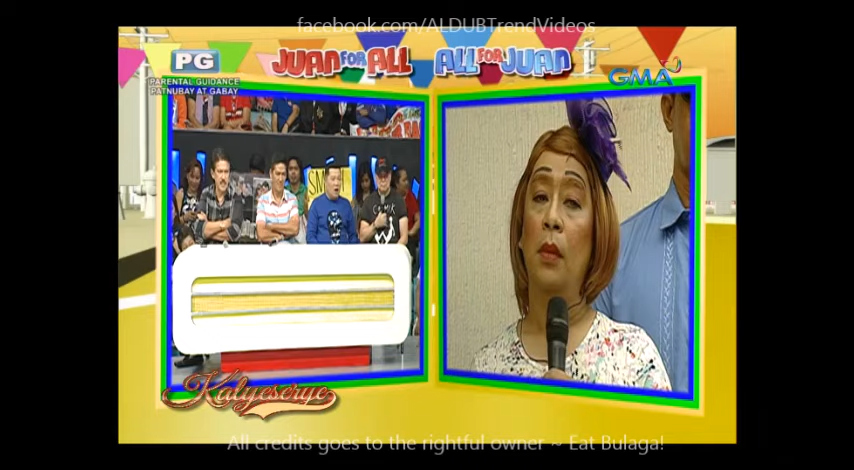 facebook.com/ALDUBTrendVideos
PG
PARENTAL GUIDANCE
PATNUBAY AT GABAY
JUAN FOR ALL ALL FOR JUAN
GMA
Kalyeserye
All credits goes to the rightful owner ~ Eat Bulaga!